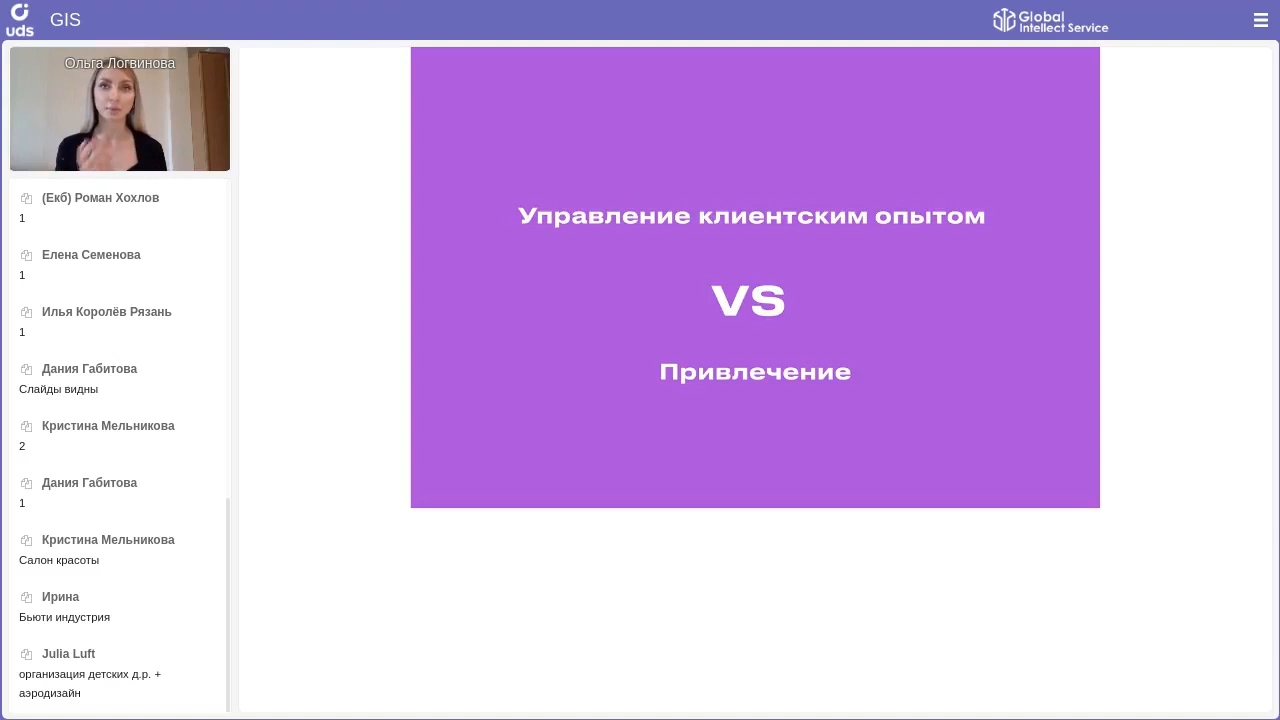 uds
GIS
Global
Intellect Service
Ольга Логвинова
(Екб) Роман Хохлов
1
Елена Семенова
1
Илья Королёв Рязань
1
Дания Габитова
Слайды видны
Кристина Мельникова
2
Дания Габитова
1
Кристина Мельникова
Салон красоты
Ирина
Бьюти индустрия
Julia Luft
организация детских д.р. +
аэродизайн
Управление клиентским опытом
VS
Привлечение